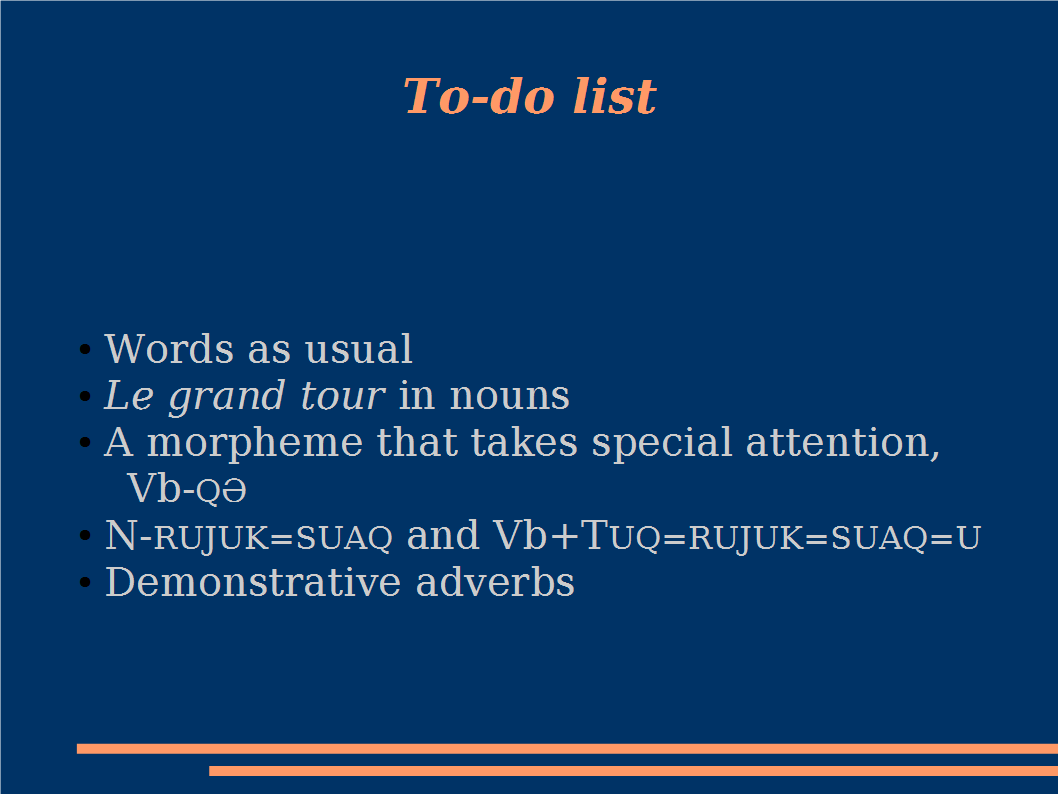 To-do list
• Words as usual
• Le grand tour in nouns
• A morpheme that takes special attention,
Vb-QƏ
• N-RUJUK=SUAQ and Vb+TUQ=RUJUK=SUAQ=U
• Demonstrative adverbs